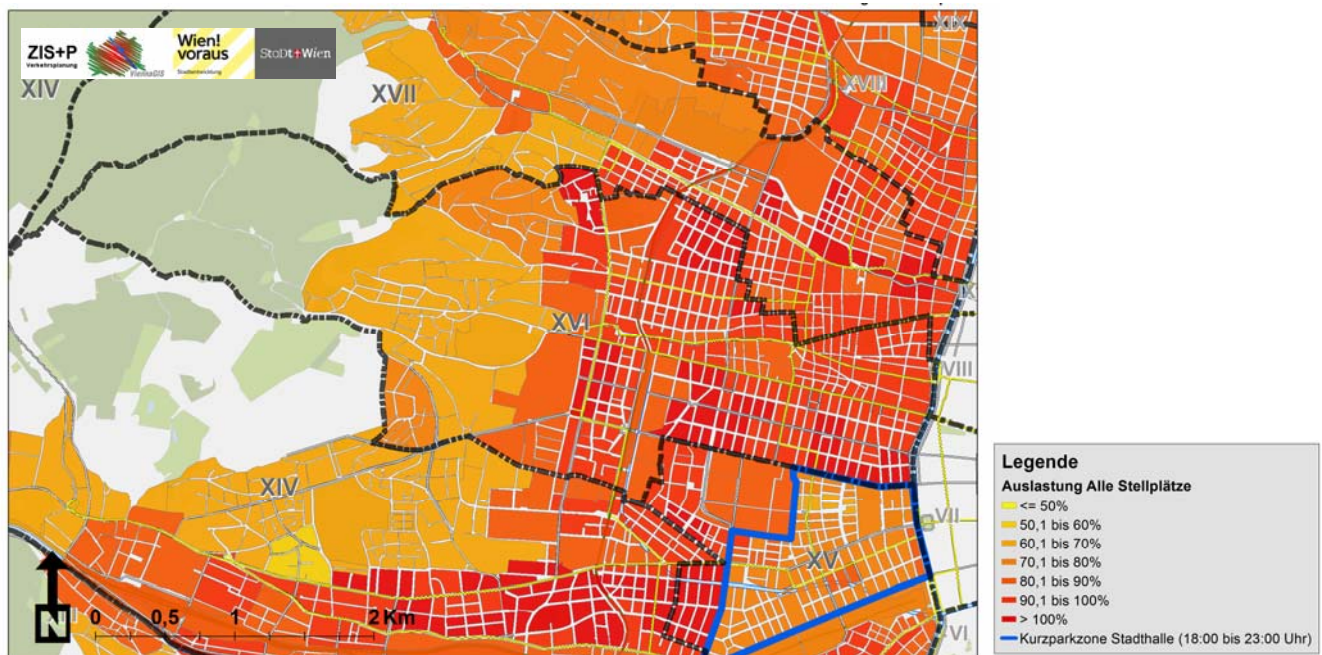 ZIS+P
Verkehrsplanung
ViennaGIS
Wien!
voraus
Stadtentwicklung
StaDt Wien
XIV
XVII
XIX
XVIII
XVI
VIII
XIV
VII
XV
VI
N
0 0,5 1 2 Km
Legende
Auslastung Alle Stellplätze
<= 50%
50,1 bis 60%
60,1 bis 70%
70,1 bis 80%
80,1 bis 90%
90,1 bis 100%
> 100%
Kurzparkzone Stadthalle (18:00 bis 23:00 Uhr)